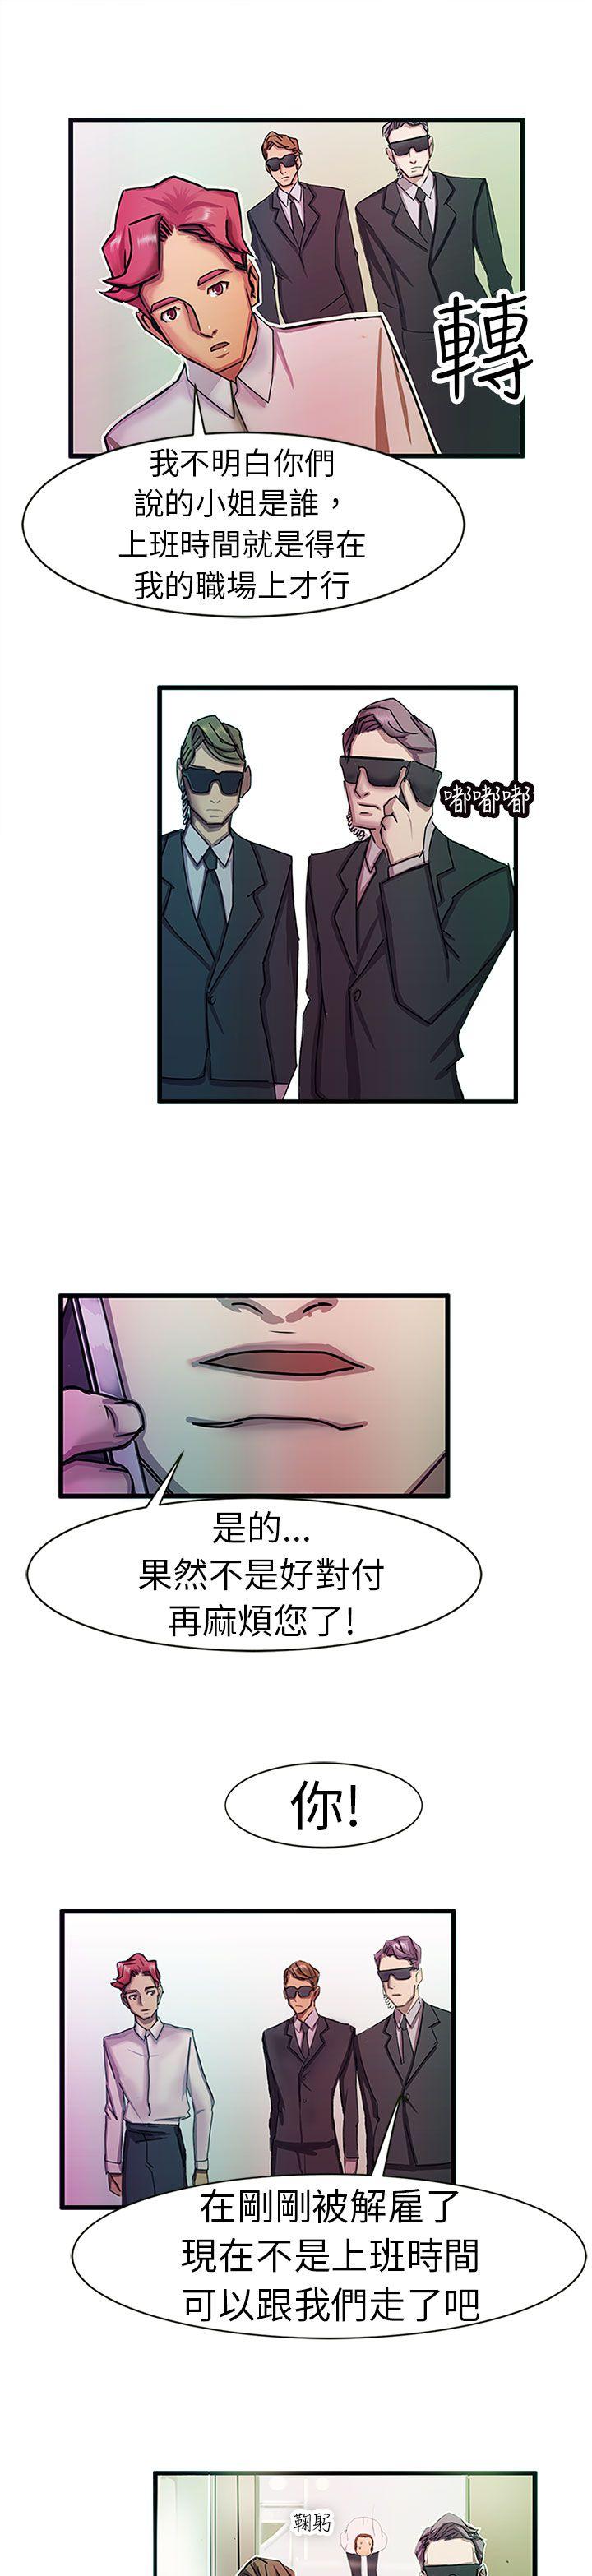 轉
我不明白你們
說的小姐是誰，
上班時間就是得在
我的職場上才行
嘟嘟嘟
是的…
果然不是好對付
再麻煩您了!
你!
在剛剛被解雇了
現在不是上班時間
可以跟我們走了吧
鞠躬